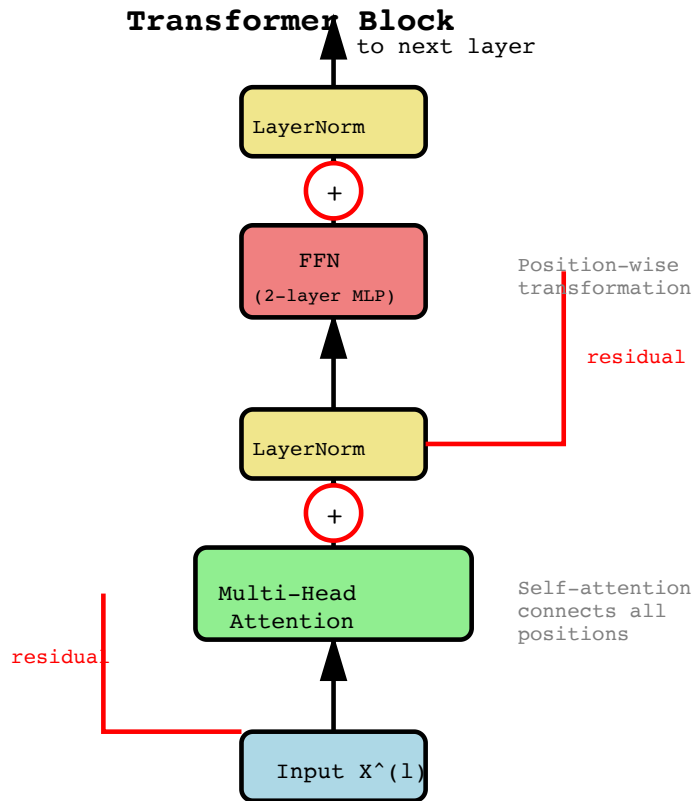 Transformer Block
to next layer
LayerNorm
+
FFN
(2-layer MLP)
Position-wise
transformation
residual
LayerNorm
+
Multi-Head
Attention
Self-attention
connects all
positions
residual
Input X^(l)